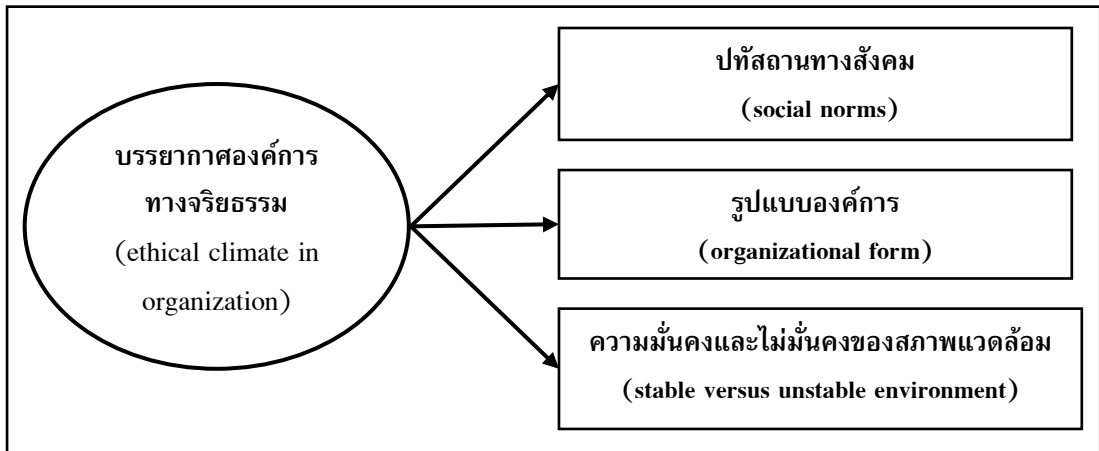 บรรยากาศองค์การ
ทางจริยธรรม
(ethical climate in
organization)
ปทัสถานทางสังคม
(social norms)
รูปแบบองค์การ
(organizational form)
ความมั่นคงและไม่มั่นคงของสภาพแวดล้อม
(stable versus unstable environment)